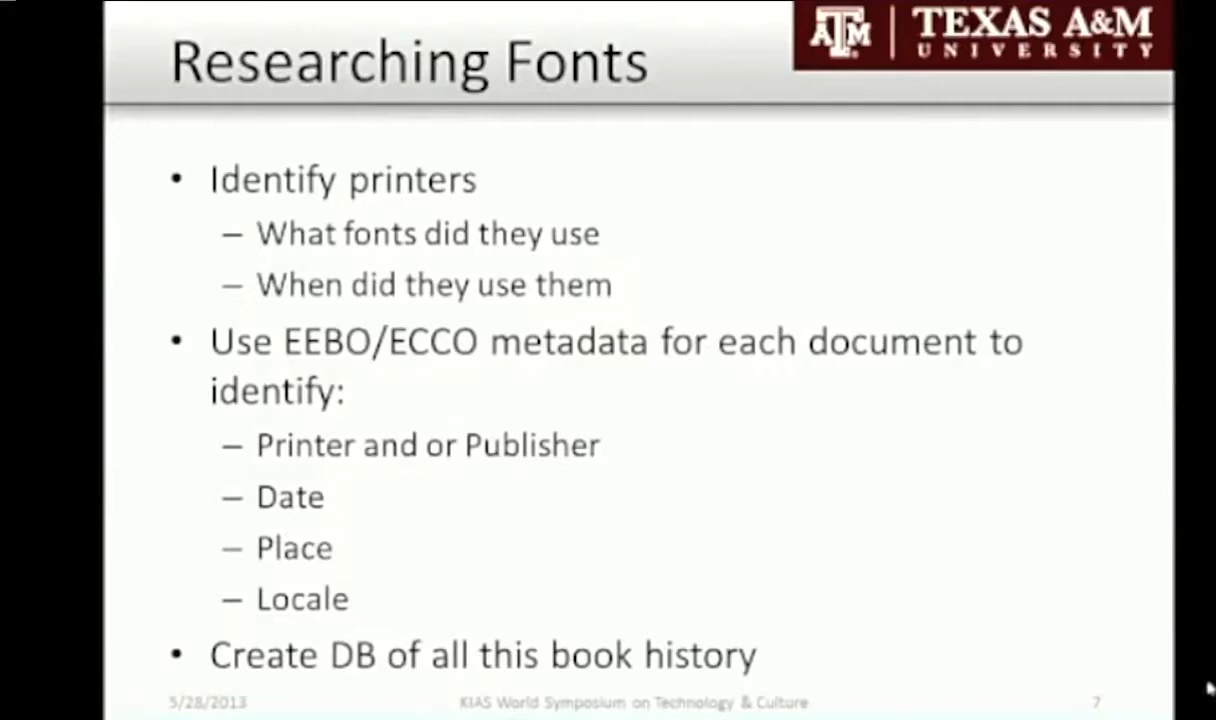 Researching Fonts
ATM | TEXAS A&M
UNIVERSITY
• Identify printers
– What fonts did they use
– When did they use them
• Use EEBO/ECCO metadata for each document to
identify:
– Printer and or Publisher
– Date
– Place
– Locale
• Create DB of all this book history
5/28/2013 KIAS World Symposium on Technology & Culture 7